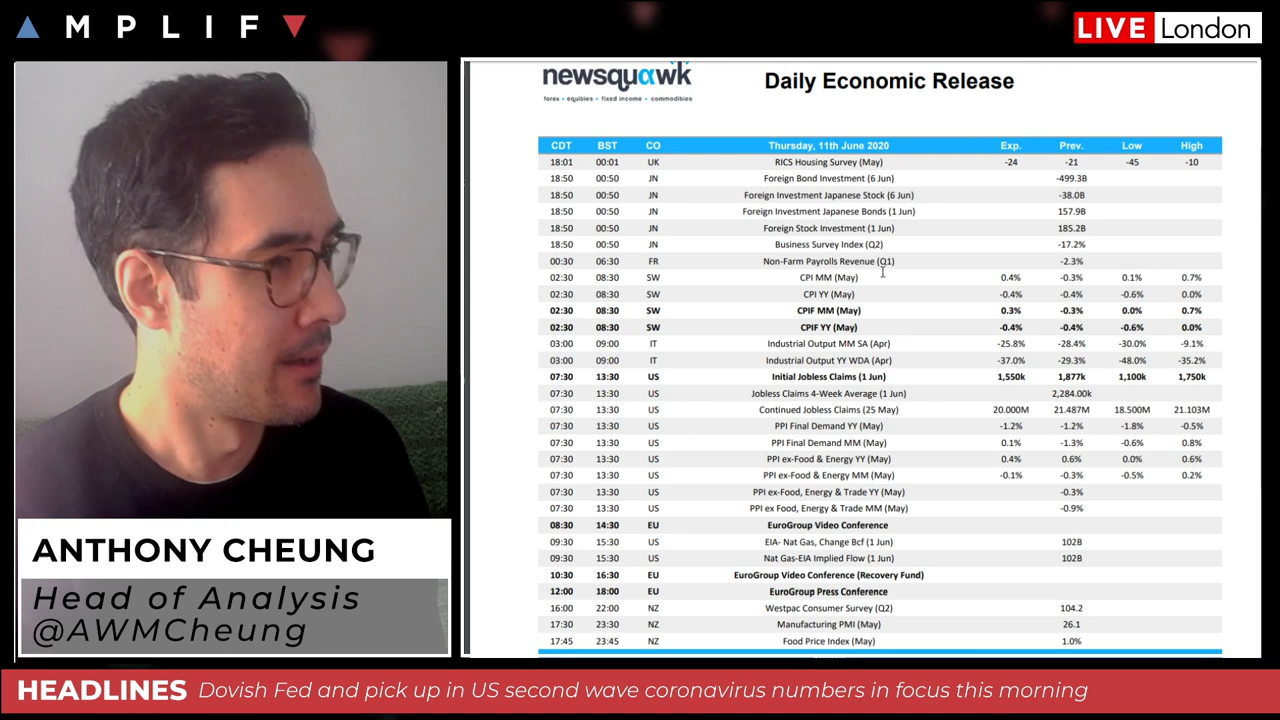 AMPLIFY
LIVE London
newsquawk
forex - equities - fixed income - commodities
Daily Economic Release
CDT BST CO Thursday, 11th June 2020 Exp. Prev. Low High
18:01 00:01 UK RICS Housing Survey (May) -24 -21 -45 -10
18:50 00:50 JN Foreign Bond Investment (6 Jun) -499.3B
18:50 00:50 JN Foreign Investment Japanese Stock (6 Jun) -38.0B
18:50 00:50 JN Foreign Investment Japanese Bonds (1 Jun) 157.9B
18:50 00:50 JN Foreign Stock Investment (1 Jun) 185.2B
18:50 00:50 JN Business Survey Index (Q2) -17.2%
00:30 06:30 FR Non-Farm Payrolls Revenue (Q1) -2.3%
02:30 08:30 SW CPI MM (May) 0.4% -0.3% 0.1% 0.7%
02:30 08:30 SW CPI YY (May) -0.4% -0.4% -0.6% 0.0%
02:30 08:30 SW CPIF MM (May) 0.3% -0.3% 0.0% 0.7%
02:30 08:30 SW CPIF YY (May) -0.4% -0.4% -0.6% 0.0%
03:00 09:00 IT Industrial Output MM SA (Apr) -25.8% -28.4% -30.0% -9.1%
03:00 09:00 IT Industrial Output YY WDA (Apr) -37.0% -29.3% -48.0% -35.2%
07:30 13:30 US Initial Jobless Claims (1 Jun) 1,550k 1,877k 1,100k 1,750k
07:30 13:30 US Jobless Claims 4-Week Average (1 Jun) 2,284.00k
07:30 13:30 US Continued Jobless Claims (25 May) 20.000M 21.487M 18.500M 21.103M
07:30 13:30 US PPI Final Demand YY (May) -1.2% -1.2% -1.8% -0.5%
07:30 13:30 US PPI Final Demand MM (May) 0.1% -1.3% -0.6% 0.8%
07:30 13:30 US PPI ex-Food & Energy YY (May) 0.4% 0.6% 0.0% 0.6%
07:30 13:30 US PPI ex-Food & Energy MM (May) -0.1% -0.3% -0.5% 0.2%
07:30 13:30 US PPI ex-Food, Energy & Trade YY (May) -0.3%
07:30 13:30 US PPI ex Food, Energy & Trade MM (May) -0.9%
08:30 14:30 EU EuroGroup Video Conference
09:30 15:30 US EIA- Nat Gas, Change Bcf (1 Jun) 102B
09:30 15:30 US Nat Gas-EIA Implied Flow (1 Jun) 102B
10:30 16:30 EU EuroGroup Video Conference (Recovery Fund)
12:00 18:00 EU EuroGroup Press Conference
16:00 22:00 NZ Westpac Consumer Survey (Q2) 104.2
17:30 23:30 NZ Manufacturing PMI (May) 26.1
17:45 23:45 NZ Food Price Index (May) 1.0%
ANTHONY CHEUNG
Head of Analysis
@AWMCheung
HEADLINES Dovish Fed and pick up in US second wave coronavirus numbers in focus this morning